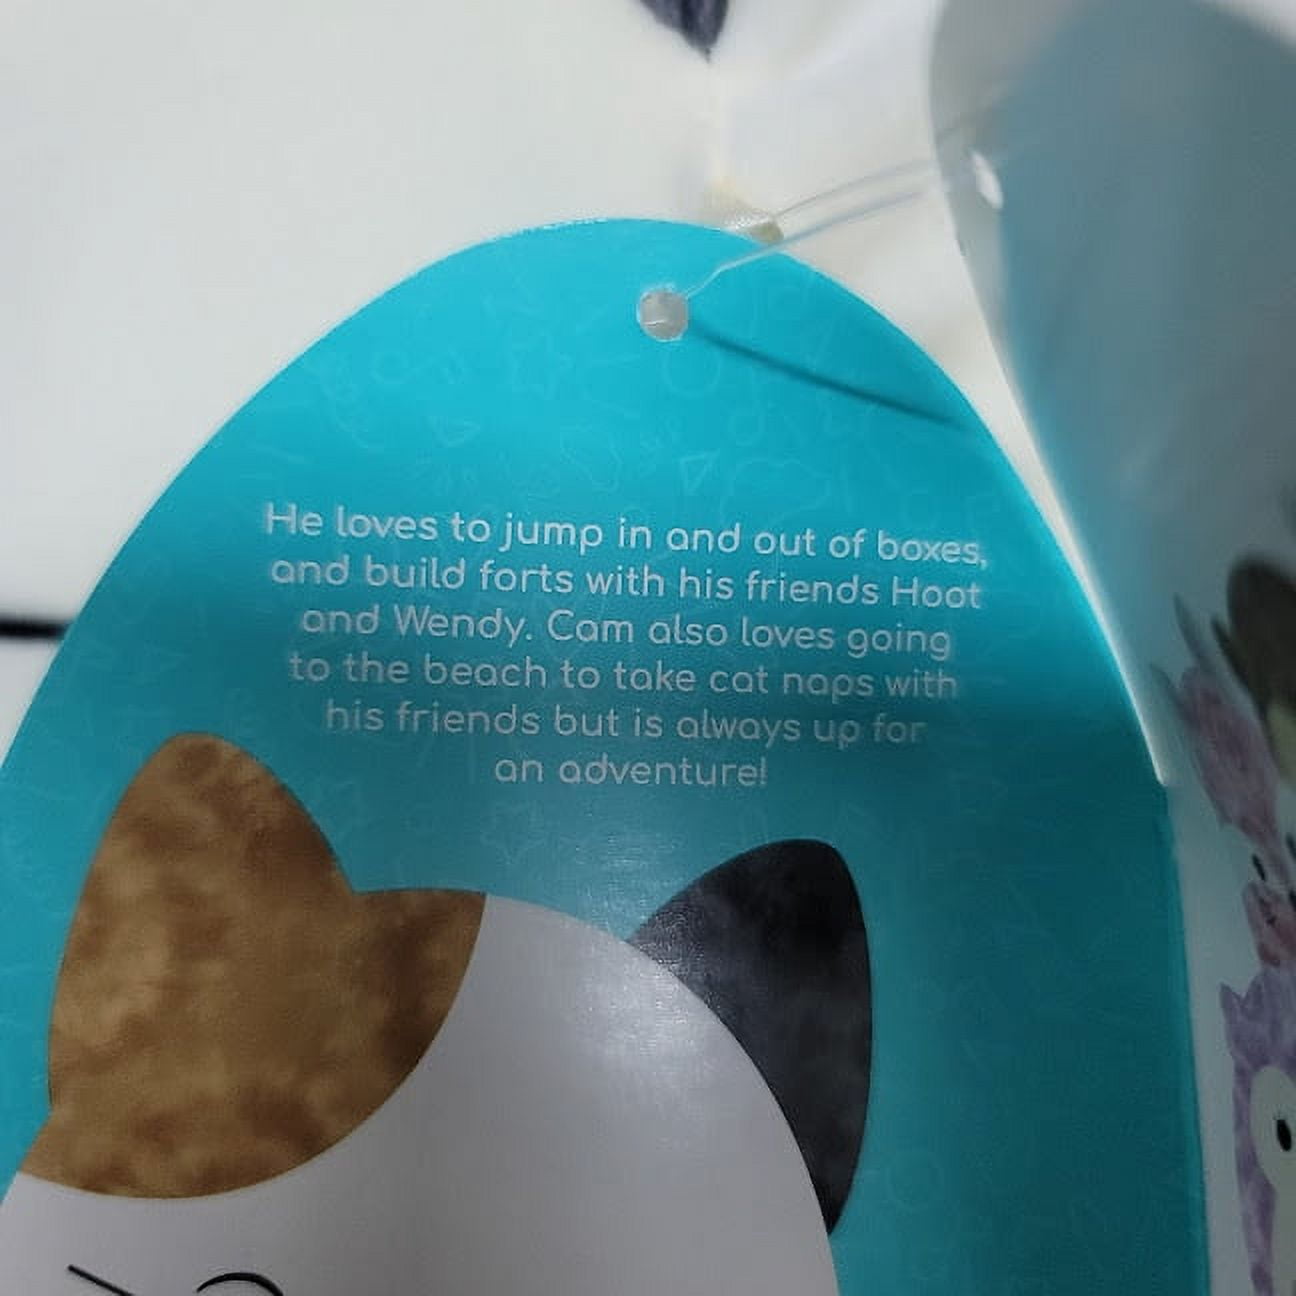 He loves to jump in and out of boxes,
and build forts with his friends Hoot
and Wendy. Cam also loves going
to the beach to take cat naps with
his friends but is always up for
an adventure!